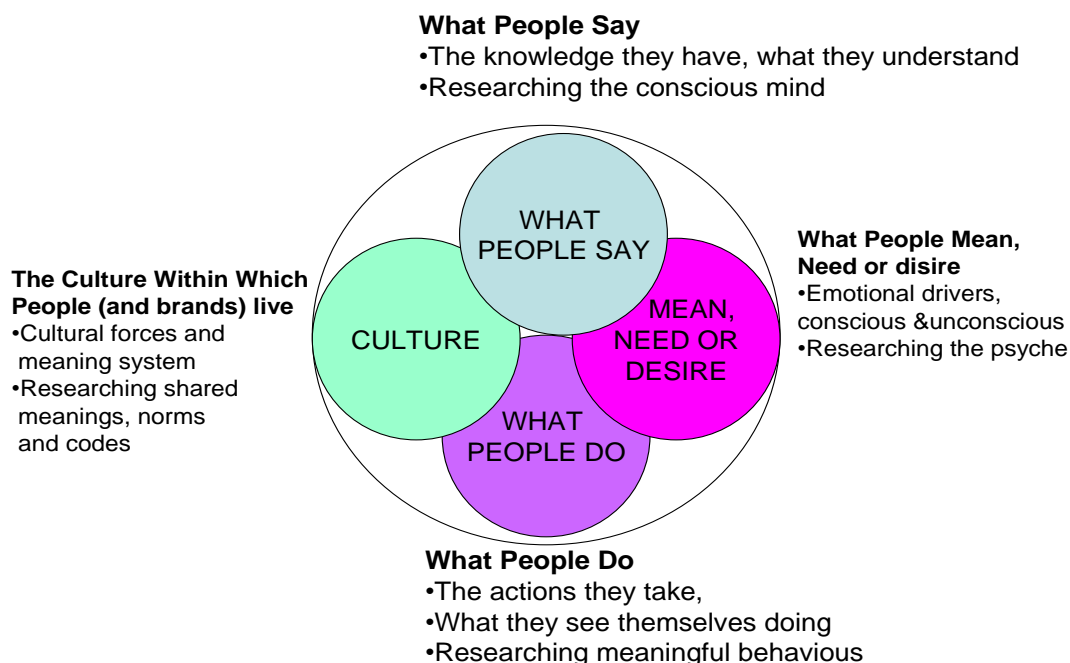 What People Say
•The knowledge they have, what they understand
•Researching the conscious mind
WHAT
PEOPLE SAY
The Culture Within Which
People (and brands) live
•Cultural forces and
meaning system
•Researching shared
meanings, norms
and codes
CULTURE
MEAN,
NEED OR
DESIRE
What People Mean,
Need or disire
•Emotional drivers,
conscious &unconscious
•Researching the psyche
WHAT
PEOPLE DO
What People Do
•The actions they take,
•What they see themselves doing
•Researching meaningful behavious